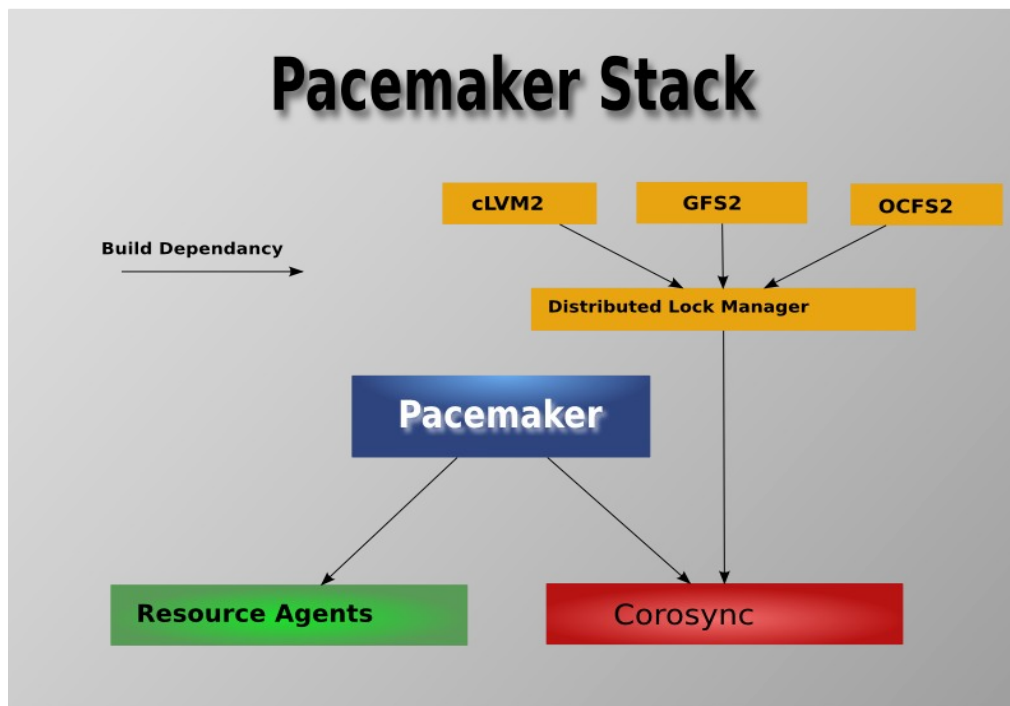 Pacemaker Stack
cLVM2
GFS2
OCFS2
Build Dependancy
Distributed Lock Manager
Pacemaker
Resource Agents
Corosync